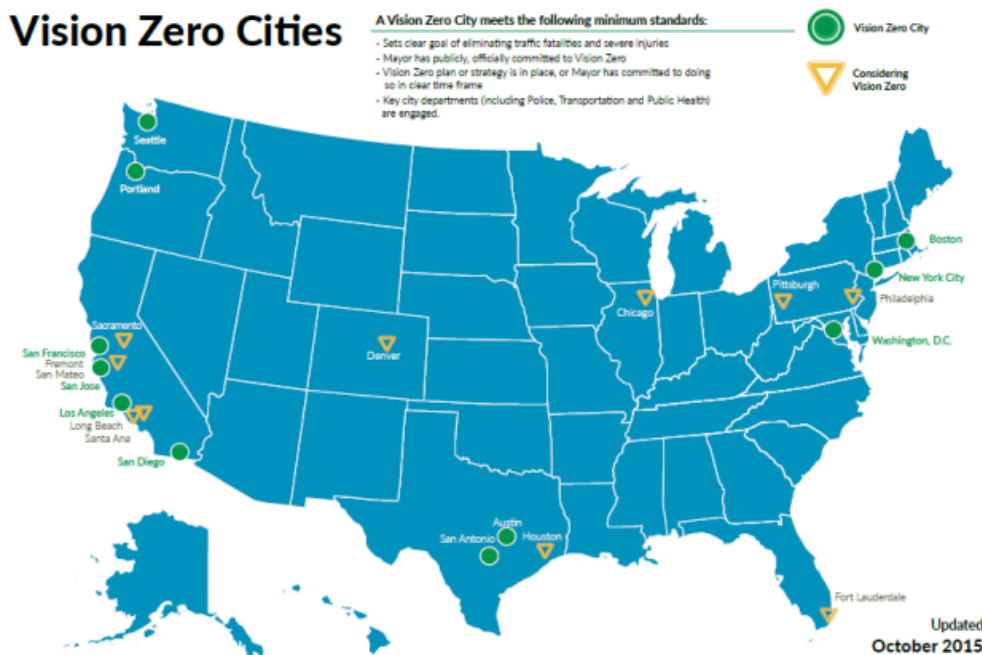 Vision Zero Cities
A Vision Zero City meets the following minimum standards:
- Sets clear goal of eliminating traffic fatalities and severe injuries
- Mayor has publicly, officially committed to Vision Zero
- Vision Zero plan or strategy is in place, or Mayor has committed to doing
so in clear time frame
- Key city departments (including Police, Transportation and Public Health)
are engaged.
Vision Zero City
Considering
Vision Zero
Seattle
Portland
Boston
New York City
Pittsburgh
Philadelphia
Chicago
Washington, D.C.
Sacramento
San Francisco
Fremont
San Mateo
San Jose
Denver
Los Angeles
Long Beach
Santa Ana
San Diego
Austin
San Antonio
Houston
Fort Lauderdale
Updated
October 2015